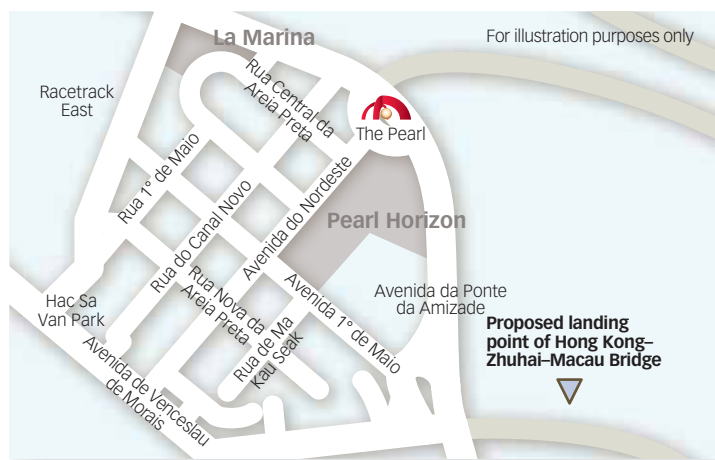 La Marina
For illustration purposes only
Racetrack
East
Rua Central da
Areia Preta
The Pearl
Rua 1° de Maio
Rua do Canal Novo
Avenida do Nordeste
Pearl Horizon
Rua Nova da
Areia Preta
Avenida 1° de Maio
Avenida da Ponte
da Amizade
Hac Sa
Van Park
Rua de Ma
Kau Seak
Proposed landing
point of Hong Kong–
Zhuhai–Macau Bridge
Avenida de Venceslau
de Morais